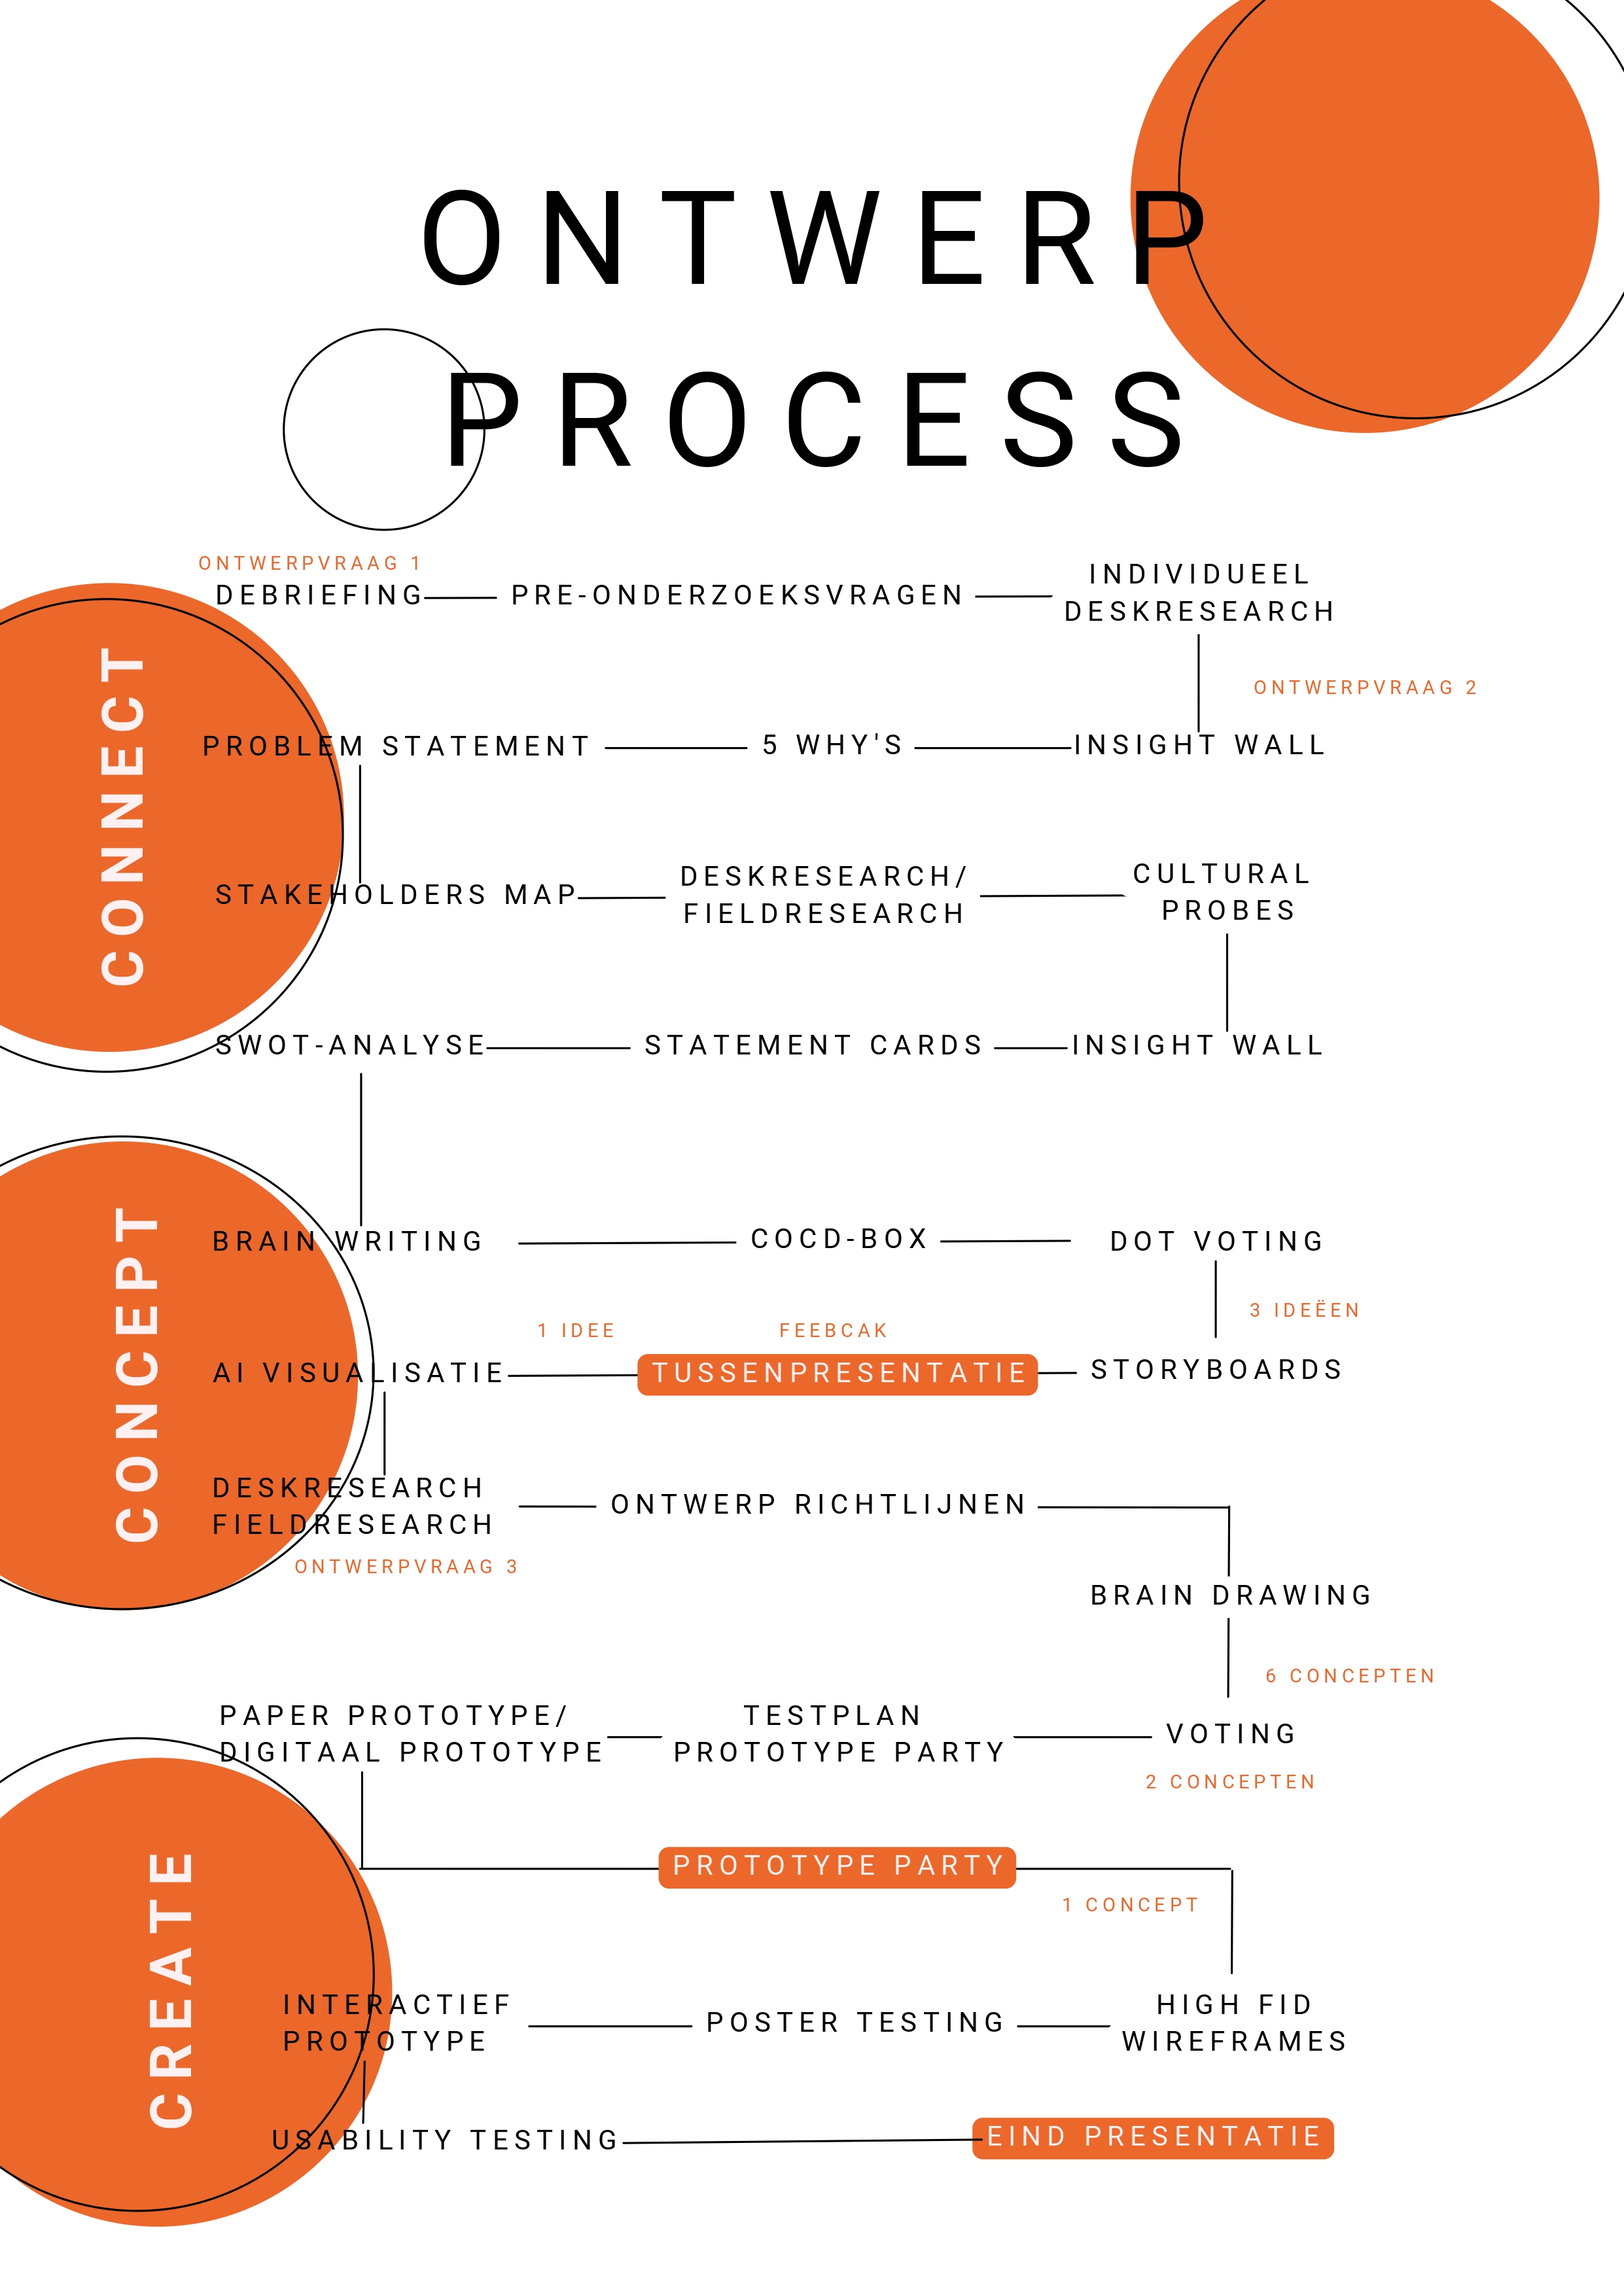 ONTWERP
PROCESS
ONTWERPVRAAG 1
DEBRIEFING
PRE-ONDERZOEKSVRAGEN
INDIVIDUEEL
DESKRESEARCH
ONTWERPVRAAG 2
CONNECT
PROBLEM STATEMENT
5 WHY'S
INSIGHT WALL
STAKEHOLDERS MAP
DESKRESEARCH/
FIELDRESEARCH
CULTURAL
PROBES
SWOT-ANALYSE
STATEMENT CARDS
INSIGHT WALL
CONCEPT
BRAIN WRITING
COCD-BOX
DOT VOTING
3 IDEËEN
1 IDEE
FEEBCAK
AI VISUALISATIE
TUSSENPRESENTATIE
STORYBOARDS
DESKRESEARCH
FIELDRESEARCH
ONTWERP RICHTLIJNEN
ONTWERPVRAAG 3
BRAIN DRAWING
6 CONCEPTEN
PAPER PROTOTYPE/
DIGITAAL PROTOTYPE
TESTPLAN
PROTOTYPE PARTY
VOTING
2 CONCEPTEN
CREATE
PROTOTYPE PARTY
1 CONCEPT
INTERACTIEF
PROTOTYPE
POSTER TESTING
HIGH FID
WIREFRAMES
USABILITY TESTING
EIND PRESENTATIE